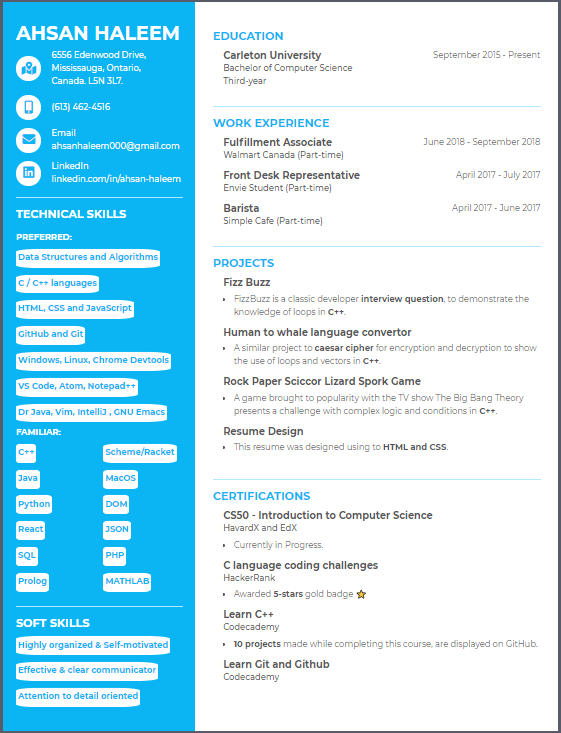 AHSAN HALEEM
6556 Edenwood Drive,
Mississauga, Ontario,
Canada. L5N 3L7.
(613) 462-4516
Email
ahsanhaleem000@gmail.com
LinkedIn
linkedin.com/in/ahsan-haleem
TECHNICAL SKILLS
PREFERRED:
Data Structures and Algorithms
C / C++ languages
HTML, CSS and JavaScript
GitHub and Git
Windows, Linux, Chrome Devtools
VS Code, Atom, Notepad++
Dr Java, Vim, IntelliJ , GNU Emacs
FAMILIAR:
C++ Scheme/Racket
Java MacOS
Python DOM
React JSON
SQL PHP
Prolog MATHLAB
SOFT SKILLS
Highly organized & Self-motivated
Effective & clear communicator
Attention to detail oriented
EDUCATION
Carleton University September 2015 - Present
Bachelor of Computer Science
Third-year
WORK EXPERIENCE
Fulfillment Associate June 2018 - September 2018
Walmart Canada (Part-time)
Front Desk Representative April 2017 - July 2017
Envie Student (Part-time)
Barista April 2017 - June 2017
Simple Cafe (Part-time)
PROJECTS
Fizz Buzz
• FizzBuzz is a classic developer interview question, to demonstrate the
knowledge of loops in C++.
Human to whale language convertor
• A similar project to caesar cipher for encryption and decryption to show
the use of loops and vectors in C++.
Rock Paper Sciccor Lizard Spork Game
• A game brought to popularity with the TV show The Big Bang Theory
presents a challenge with complex logic and conditions in C++.
Resume Design
• This resume was designed using to HTML and CSS.
CERTIFICATIONS
CS50 - Introduction to Computer Science
HavardX and EdX
• Currently in Progress.
C language coding challenges
HackerRank
• Awarded 5-stars gold badge ⭐
Learn C++
Codecademy
• 10 projects made while completing this course, are displayed on GitHub.
Learn Git and Github
Codecademy